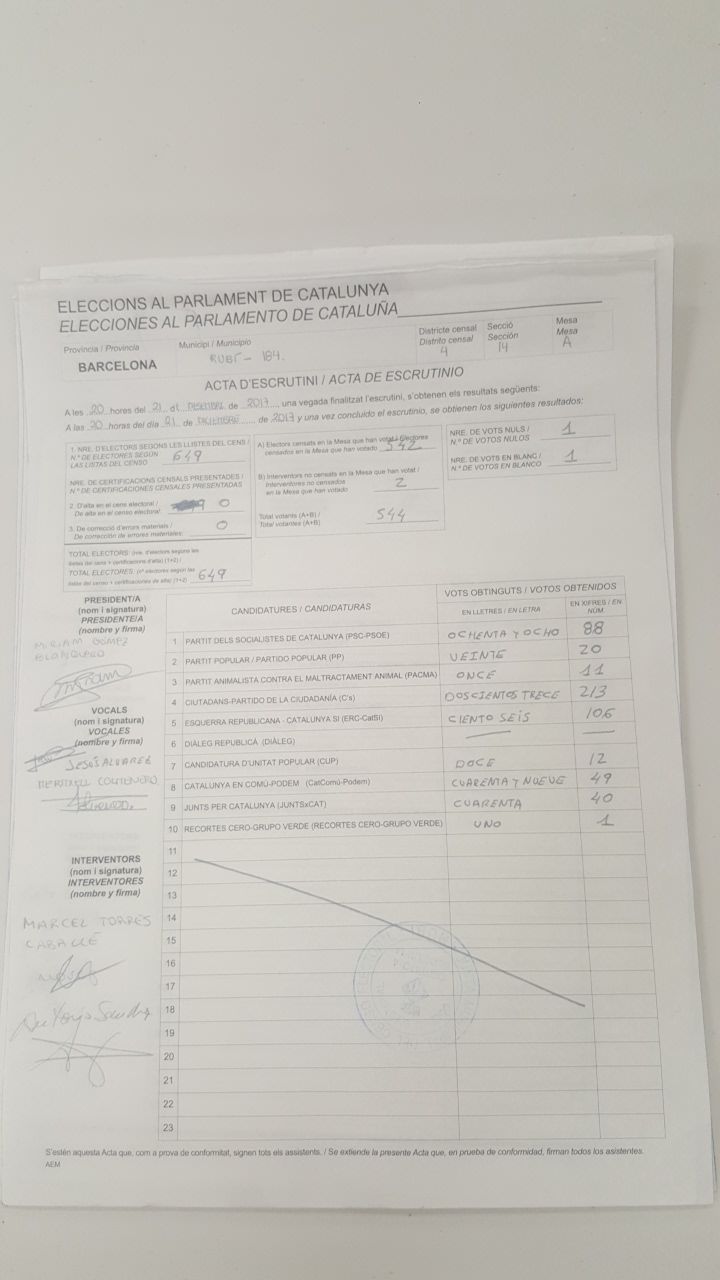 ELECCIONS AL PARLAMENT DE CATALUNYA
ELECCIONES AL PARLAMENTO DE CATALUÑA
Provincia / Provincia
BARCELONA
Municipi / Municipio
RUBÍ - 184.
Districte censal
Distrito censal
4
Secció
Sección
14
Mesa
Mesa
A
ACTA D'ESCRUTINI / ACTA DE ESCRUTINIO
A les 20 hores del 21 de DESEMBRE de 2017, una vegada finalitzat l'escrutini, s'obtenen els resultats següents:
A las 20 horas del día 21 de DICIEMBRE de 2017 y una vez concluido el escrutinio, se obtienen los siguientes resultados:
1. NRE. D'ELECTORS SEGONS LES LLISTES DEL CENS /
N.º DE ELECTORES SEGÚN
LAS LISTAS DEL CENSO 649
NRE. DE CERTIFICACIONS CENSALS PRESENTADES /
N.º DE CERTIFICACIONES CENSALES PRESENTADAS
2. D'alta en el cens electoral /
De alta en el censo electoral: 0
3. De correcció d'errors materials /
De corrección de errores materiales: 0
TOTAL ELECTORS: (nre. d'electors segons les
llistes del cens + certificacions d'alta) (1+2) /
TOTAL ELECTORES: (nº electores según las
listas del censo + certificaciones de alta) (1+2) 649
A) Electors censats en la Mesa que han votat / Electores
censados en la Mesa que han votado 542
B) Interventors no censats en la Mesa que han votat /
Interventores no censados
en la Mesa que han votado 2
Total votants (A+B) /
Total votantes (A+B) 544
NRE. DE VOTS NULS /
N.º DE VOTOS NULOS 1
NRE. DE VOTS EN BLANC /
N.º DE VOTOS EN BLANCO 1
PRESIDENT/A
(nom i signatura)
PRESIDENTE/A
(nombre y firma)
MIRIAM GÓMEZ
BLANQUERO
VOCALS
(nom i signatura)
VOCALES
(nombre y firma)
JESÚS ALVAREZ
INTERVENTORS
(nom i signatura)
INTERVENTORES
(nombre y firma)
MARCEL TORRES
CABALLÉ
CANDIDATURES / CANDIDATURAS
VOTS OBTINGUTS / VOTOS OBTENIDOS
EN LLETRES / EN LETRA
EN XIFRES / EN NÚM.
1 PARTIT DELS SOCIALISTES DE CATALUNYA (PSC-PSOE) OCHENTA Y OCHO 88
2 PARTIT POPULAR / PARTIDO POPULAR (PP) VEINTE 20
3 PARTIT ANIMALISTA CONTRA EL MALTRACTAMENT ANIMAL (PACMA) ONCE 11
4 CIUTADANS-PARTIDO DE LA CIUDADANÍA (C's) DOSCIENTOS TRECE 213
5 ESQUERRA REPUBLICANA - CATALUNYA SI (ERC-CatSí) CIENTO SEIS 106
6 DIÀLEG REPUBLICÀ (DIÀLEG)
7 CANDIDATURA D'UNITAT POPULAR (CUP) DOCE 12
8 CATALUNYA EN COMÚ-PODEM (CatComú-Podem) CUARENTA Y NUEVE 49
9 JUNTS PER CATALUNYA (JUNTSxCAT) CUARENTA 40
10 RECORTES CERO-GRUPO VERDE (RECORTES CERO-GRUPO VERDE) UNO 1
11
12
13
14
15
16
17
18
19
20
21
22
23
S'estén aquesta Acta que, com a prova de conformitat, signen tots els assistents. / Se extiende la presente Acta que, en prueba de conformidad, firman todos los asistentes.
AEM